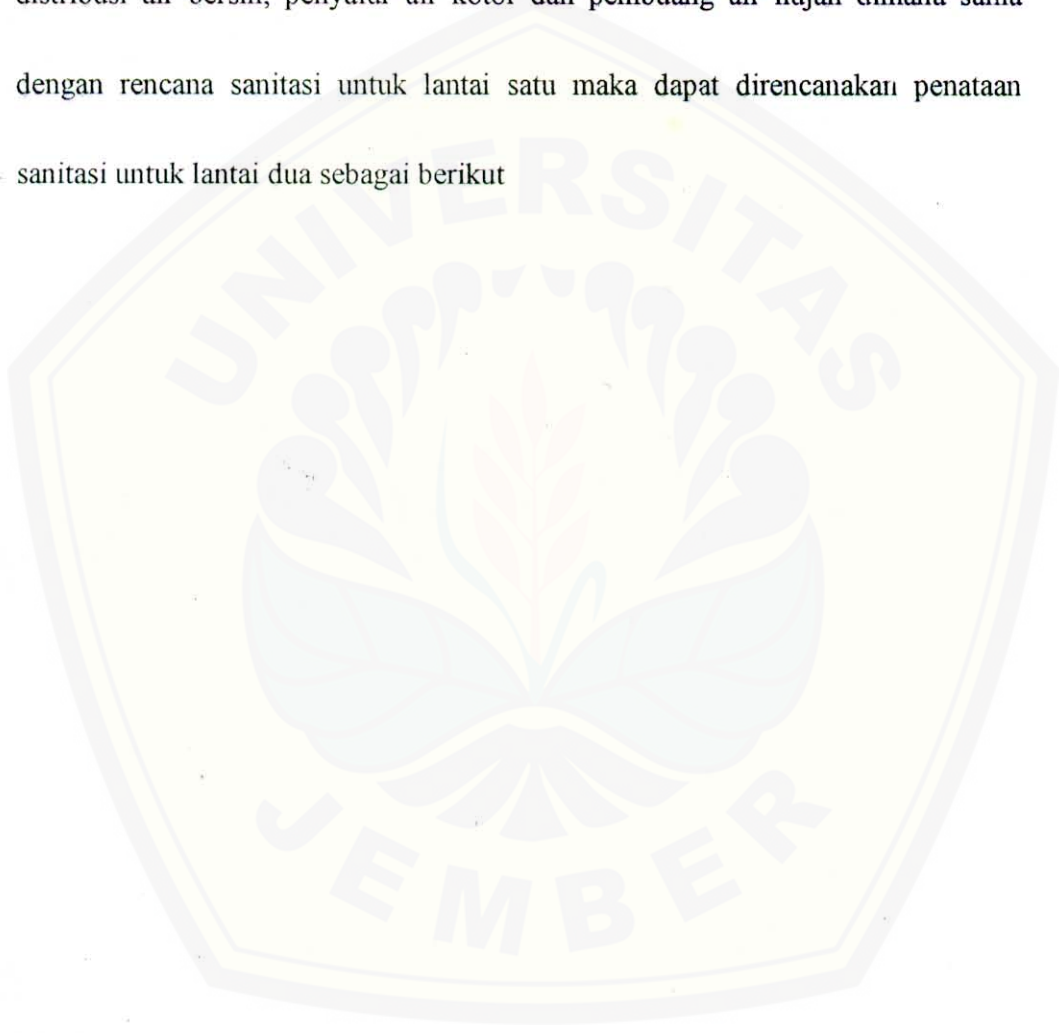 distribusi air bersih, penyalur air kotor dan pembuang air hujan dimana sama
dengan rencana sanitasi untuk lantai satu maka dapat direncanakan penataan
sanitasi untuk lantai dua sebagai berikut
UNIVERSITAS
JEMBER